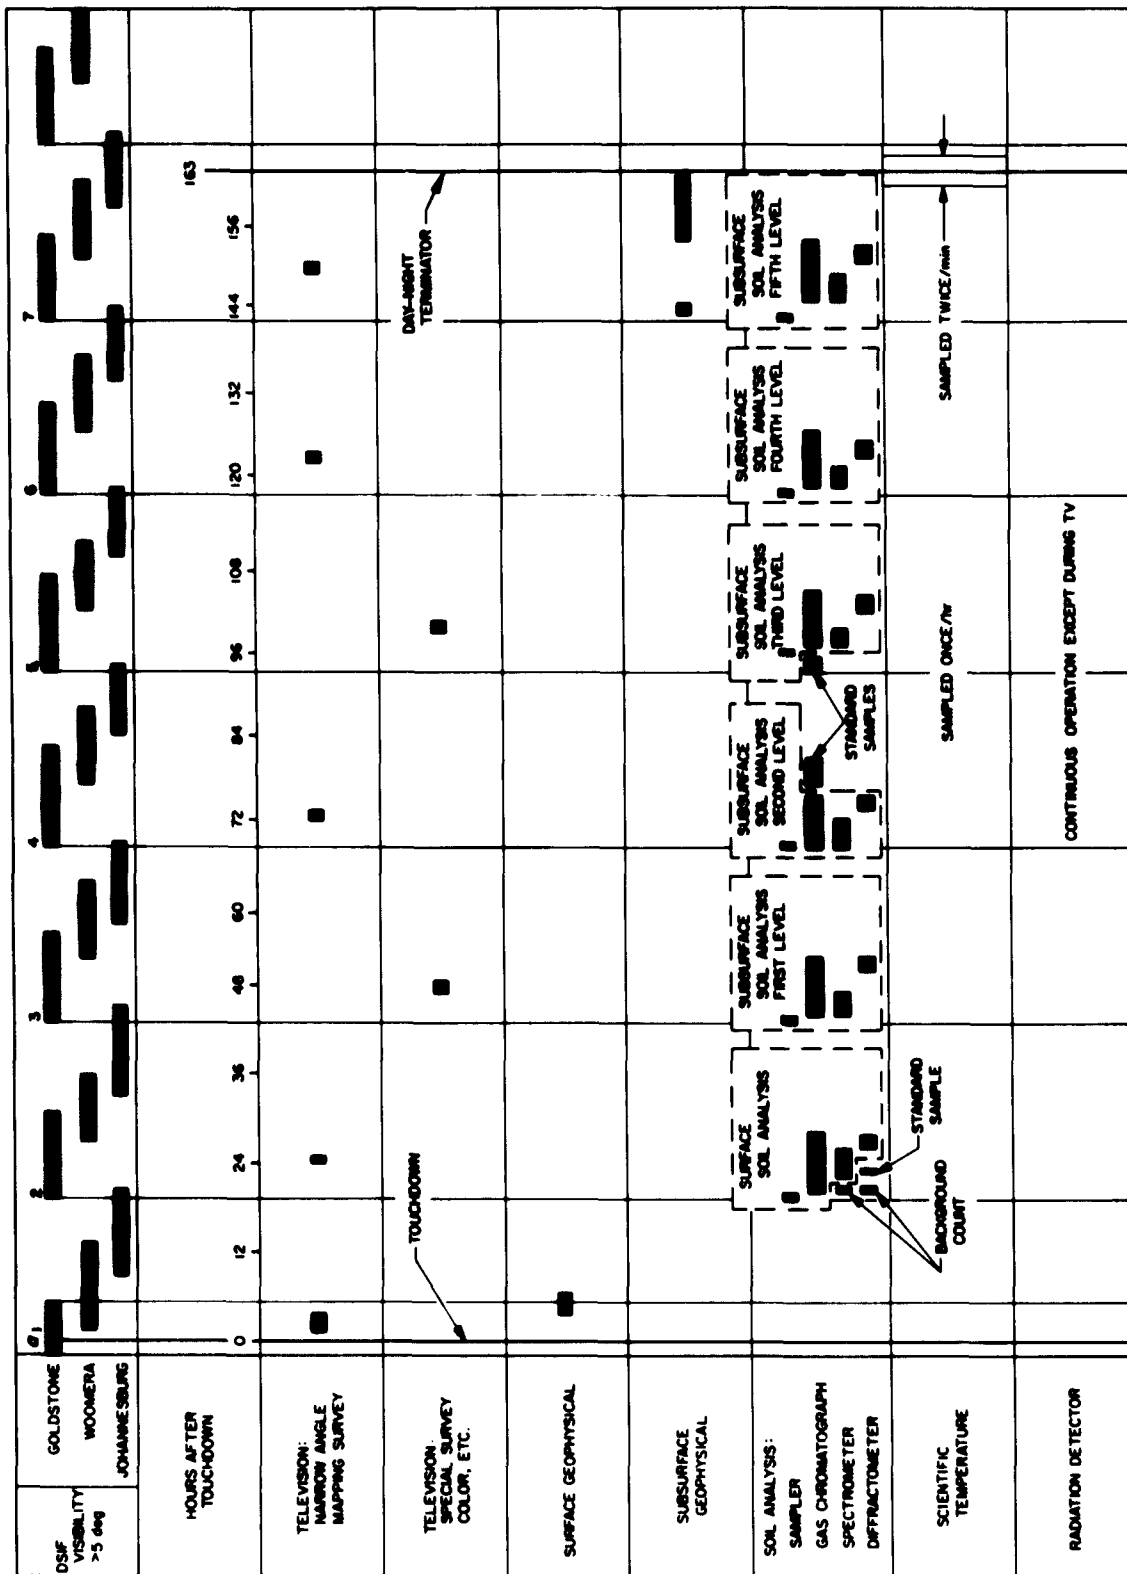 DSIF
VISIBILITY
>5 deg
GOLDSTONE
WOOMERA
JOHANNESBURG
1
2
3
4
5
6
7
HOURS AFTER
TOUCHDOWN
0
12
24
36
48
60
72
84
96
108
120
132
144
156
163
TELEVISION:
NARROW ANGLE
MAPPING SURVEY
TELEVISION:
SPECIAL SURVEY
COLOR, ETC.
TOUCHDOWN
DAY-NIGHT
TERMINATOR
SURFACE GEOPHYSICAL
SUBSURFACE
GEOPHYSICAL
SOIL ANALYSIS:
SAMPLER
GAS CHROMATOGRAPH
SPECTROMETER
DIFFRACTOMETER
SURFACE
SOIL ANALYSIS
SUBSURFACE
SOIL ANALYSIS
FIRST LEVEL
SUBSURFACE
SOIL ANALYSIS
SECOND LEVEL
SUBSURFACE
SOIL ANALYSIS
THIRD LEVEL
SUBSURFACE
SOIL ANALYSIS
FOURTH LEVEL
SUBSURFACE
SOIL ANALYSIS
FIFTH LEVEL
BACKGROUND
COUNT
STANDARD
SAMPLE
STANDARD
SAMPLES
SCIENTIFIC
TEMPERATURE
SAMPLED ONCE/hr
SAMPLED TWICE/min
RADIATION DETECTOR
CONTINUOUS OPERATION EXCEPT DURING TV